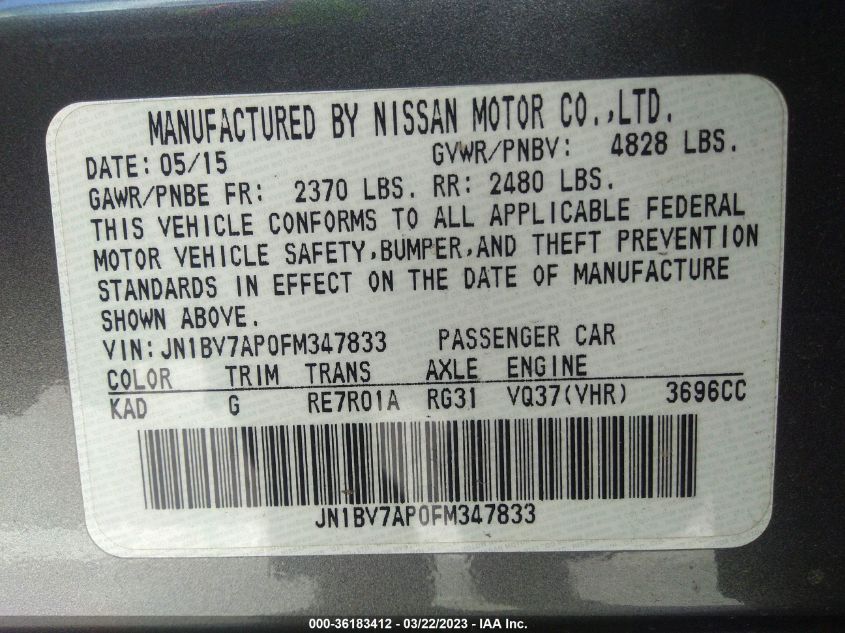 MANUFACTURED BY NISSAN MOTOR CO.,LTD.
DATE: 05/15 GVWR/PNBV: 4828 LBS.
GAWR/PNBE FR: 2370 LBS. RR: 2480 LBS.
THIS VEHICLE CONFORMS TO ALL APPLICABLE FEDERAL
MOTOR VEHICLE SAFETY,BUMPER,AND THEFT PREVENTION
STANDARDS IN EFFECT ON THE DATE OF MANUFACTURE
SHOWN ABOVE.
VIN:JN1BV7AP0FM347833 PASSENGER CAR
COLOR TRIM TRANS AXLE ENGINE
KAD G RE7R01A RG31 VQ37(VHR) 3696CC
JN1BV7AP0FM347833
000-36183412 - 03/22/2023 - IAA Inc.